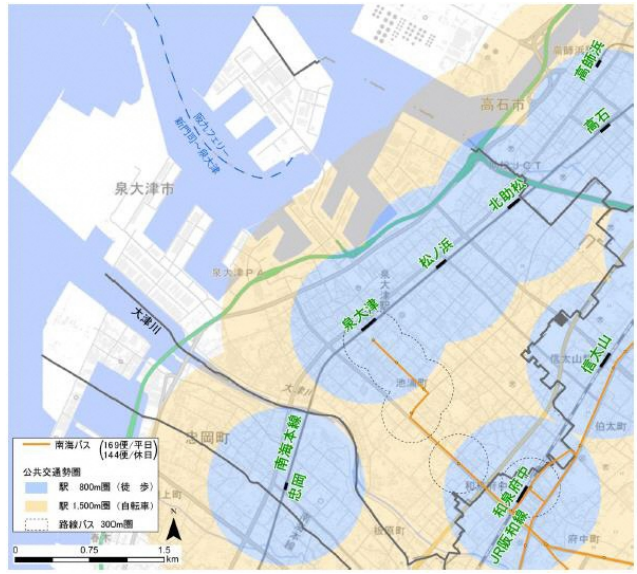 高師浜
高師浜
高石
高石市
阪九フェリー
新門司～泉大津
泉大津市
北助松
松ノ浜
泉大津PA
泉大津
大津川
大津川
池浦町
信太山
伯太町
忠岡町
南海本線
忠岡
和泉府中
JR阪和線
府中町
南海バス (169便/平日
144便/休日)
公共交通勢圏
駅 800m圏 (徒 歩)
駅 1,500m圏 (自転車)
路線バス 300m圏
0 0.75 1.5
km
N